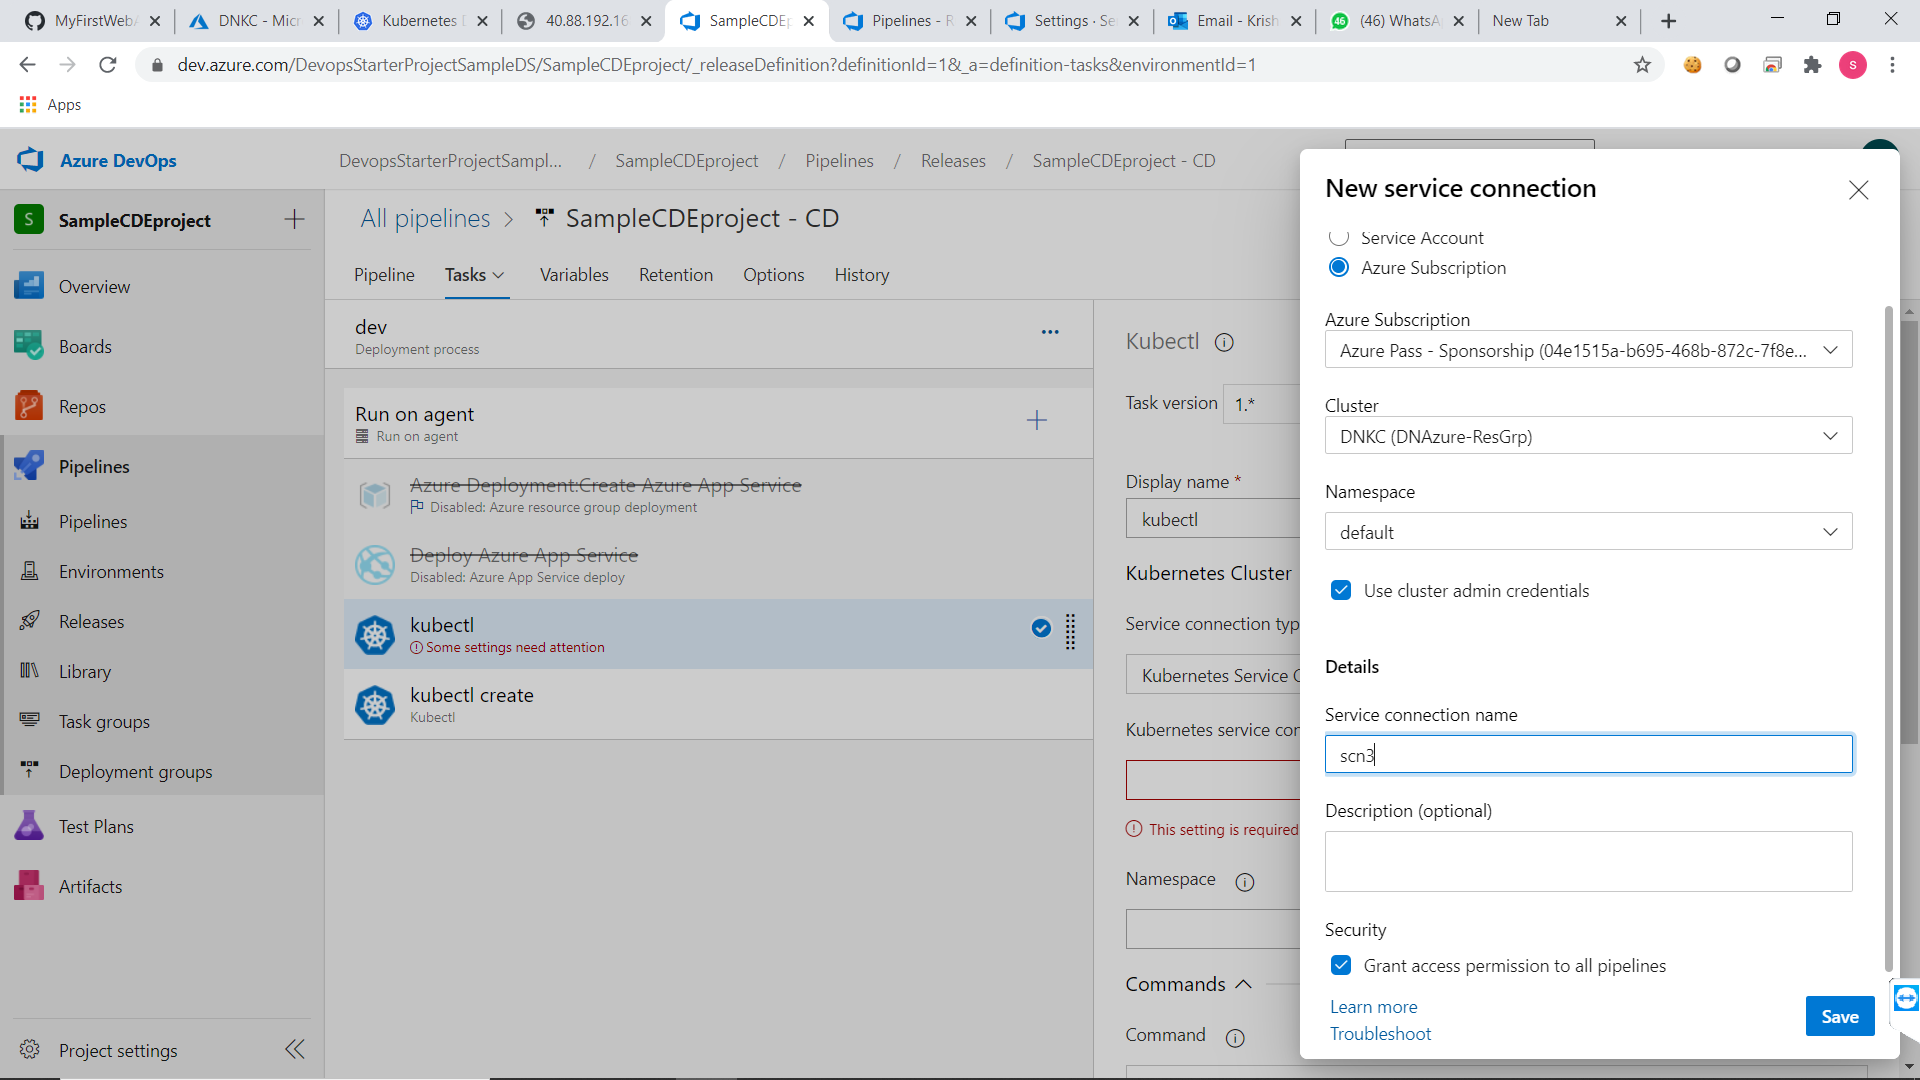 MyFirstWeb
DNKC - Micr
Kubernetes D
40.88.192.16
SampleCDEp
Pipelines - R
Settings · Se
Email - Krish
46
(46) WhatsA
New Tab
dev.azure.com/DevopsStarterProjectSampleDS/SampleCDEproject/_releaseDefinition?definitionId=1&_a=definition-tasks&environmentId=1
S
Apps
Azure DevOps
DevopsStarterProjectSampl... / SampleCDEproject / Pipelines / Releases / SampleCDEproject - CD
S
SampleCDEproject
Overview
Boards
Repos
Pipelines
Pipelines
Environments
Releases
Library
Task groups
Deployment groups
Test Plans
Artifacts
Project settings
All pipelines > SampleCDEproject - CD
Pipeline
Tasks
Variables
Retention
Options
History
dev
Deployment process
Run on agent
Run on agent
Azure Deployment:Create Azure App Service
Disabled: Azure resource group deployment
Deploy Azure App Service
Disabled: Azure App Service deploy
kubectl
Some settings need attention
kubectl create
Kubectl
Kubectl
Task version
1.*
Display name *
kubectl
Kubernetes Cluster
Service connection typ
Kubernetes Service C
Kubernetes service con
This setting is required
Namespace
Commands
Command
New service connection
Service Account
Azure Subscription
Azure Subscription
Azure Pass - Sponsorship (04e1515a-b695-468b-872c-7f8e...
Cluster
DNKC (DNAzure-ResGrp)
Namespace
default
Use cluster admin credentials
Details
Service connection name
scn3
Description (optional)
Security
Grant access permission to all pipelines
Learn more
Troubleshoot
Save